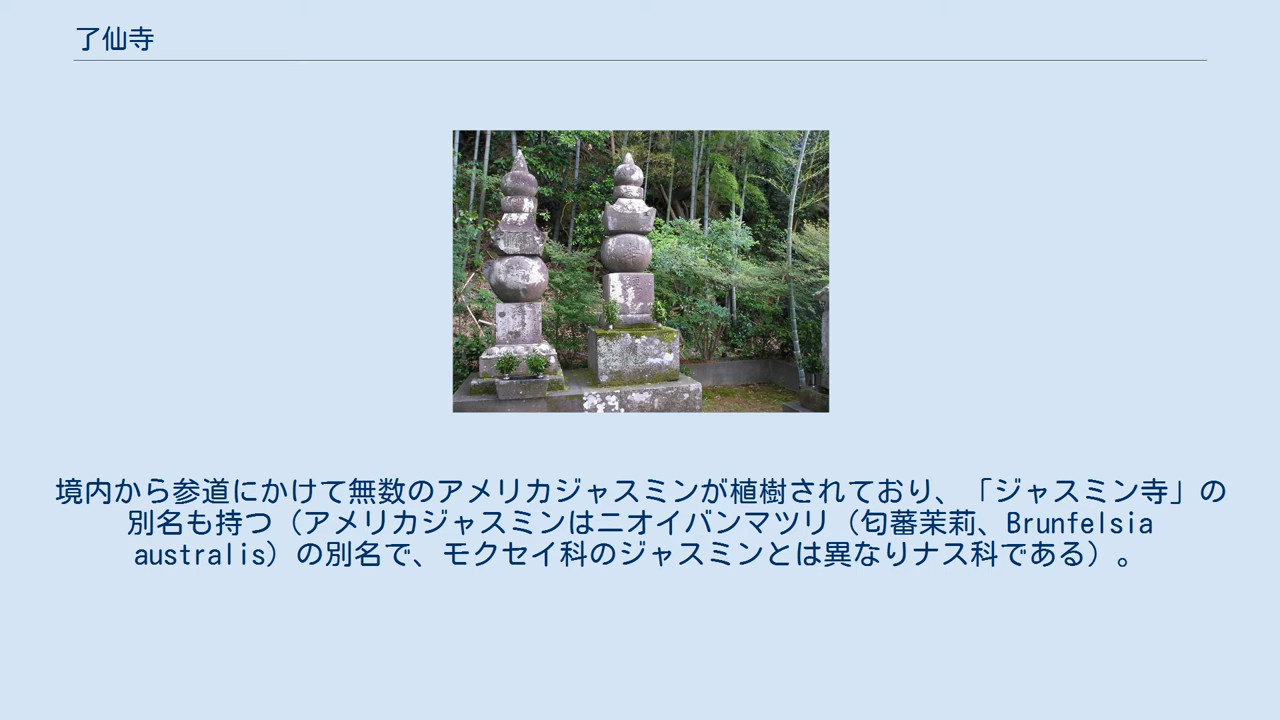 了仙寺
境内から参道にかけて無数のアメリカジャスミンが植樹されており、「ジャスミン寺」の
別名も持つ（アメリカジャスミンはニオイバンマツリ（匂蕃茉莉、Brunfelsia
australis）の別名で、モクセイ科のジャスミンとは異なりナス科である）。